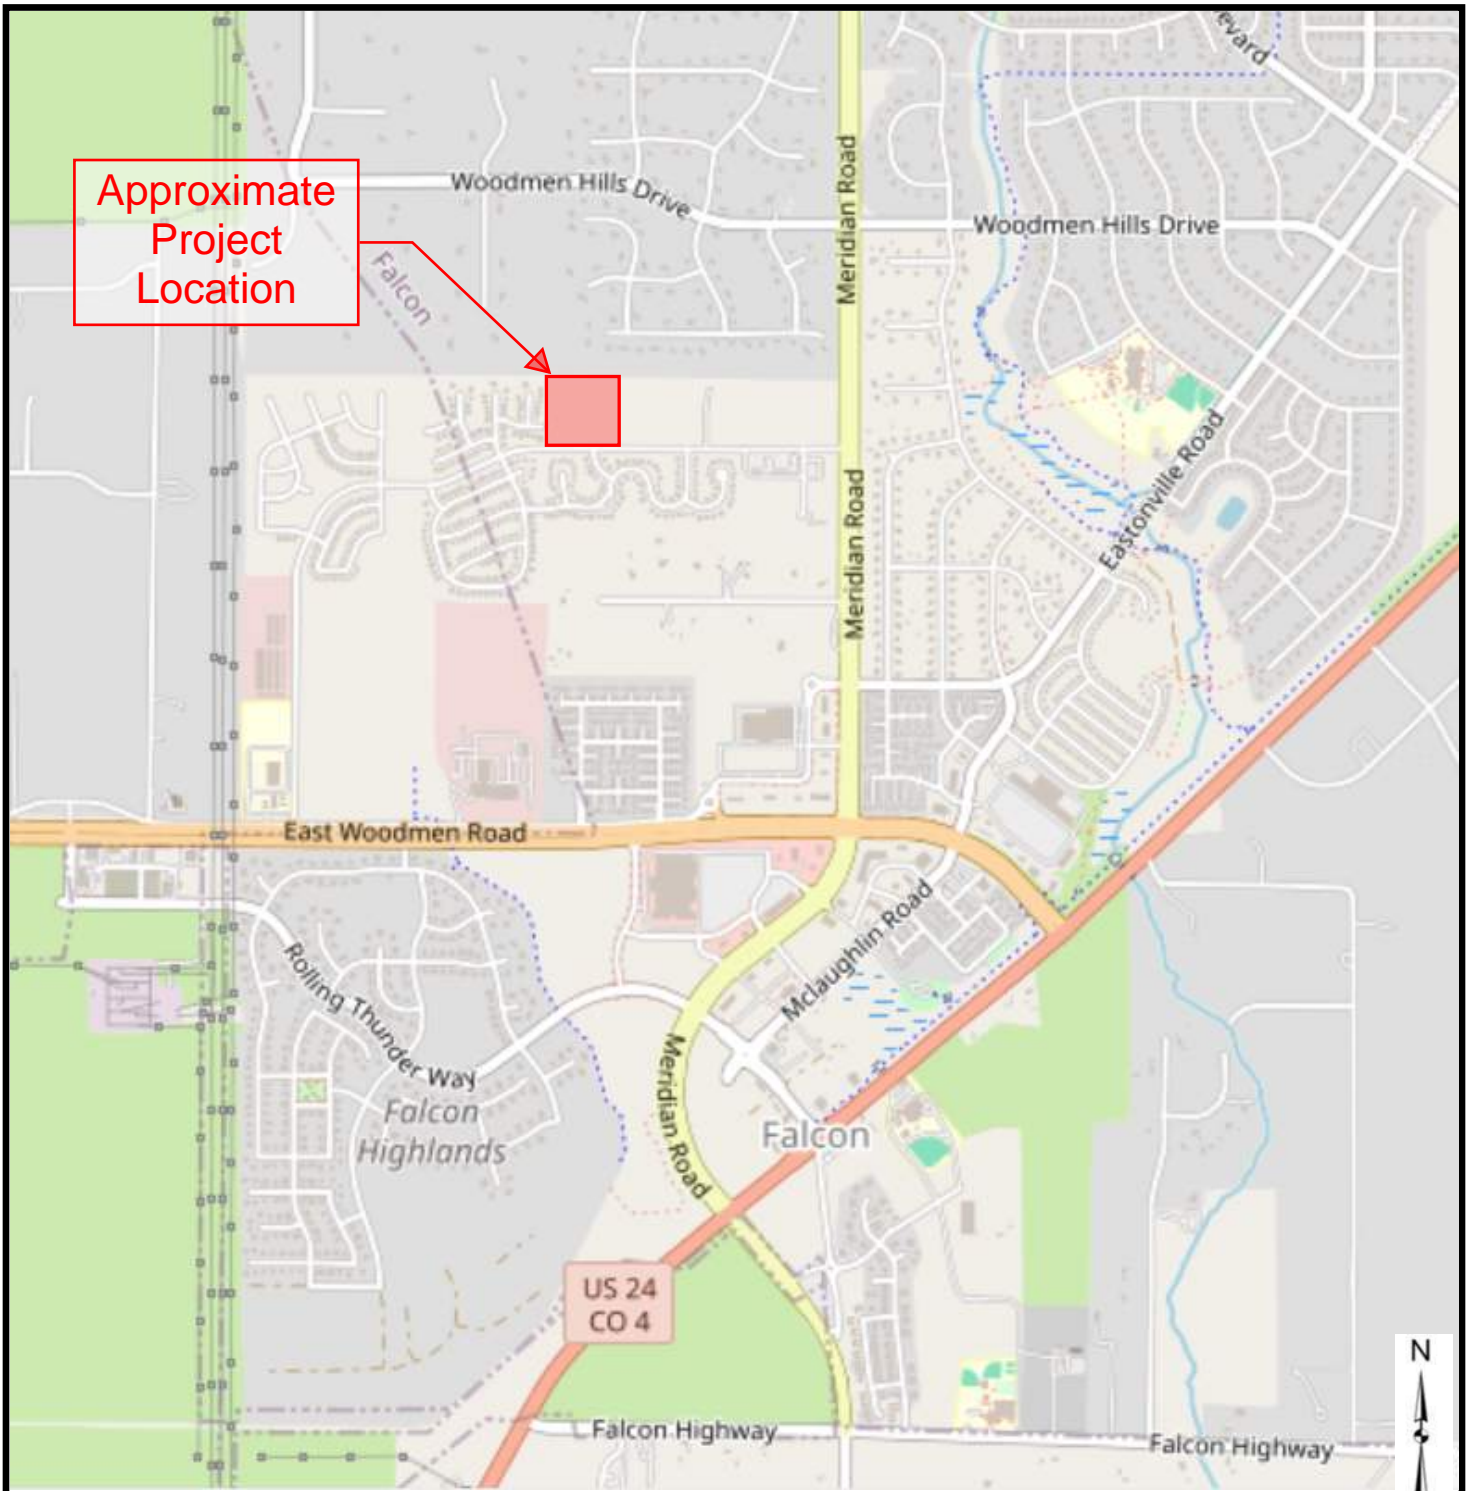 evard
Approximate
Project
Location
Woodmen Hills Drive
Meridian Road
Woodmen Hills Drive
Falcon
Meridian Road
Eastonville Road
East Woodmen Road
Mclaughlin Road
Rolling Thunder Way
Meridian Road
Falcon
Highlands
Falcon
US 24
CO 4
N
Falcon Highway
Falcon Highway